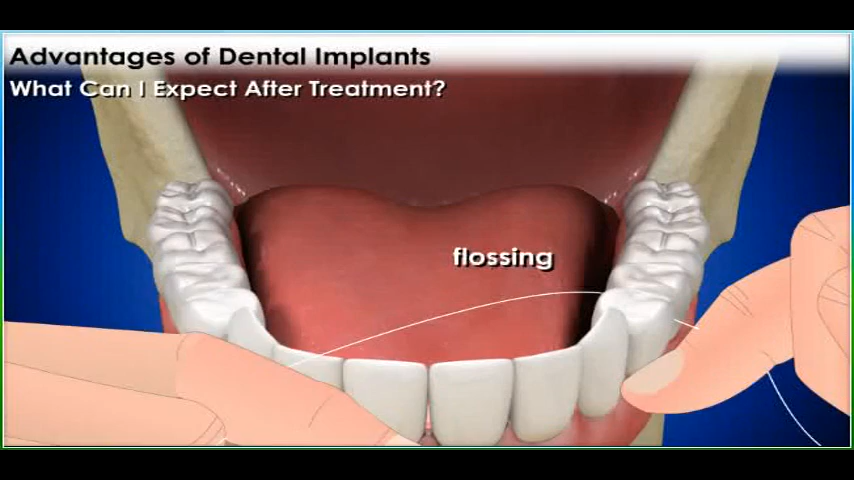 Advantages of Dental Implants
What Can I Expect After Treatment?
flossing